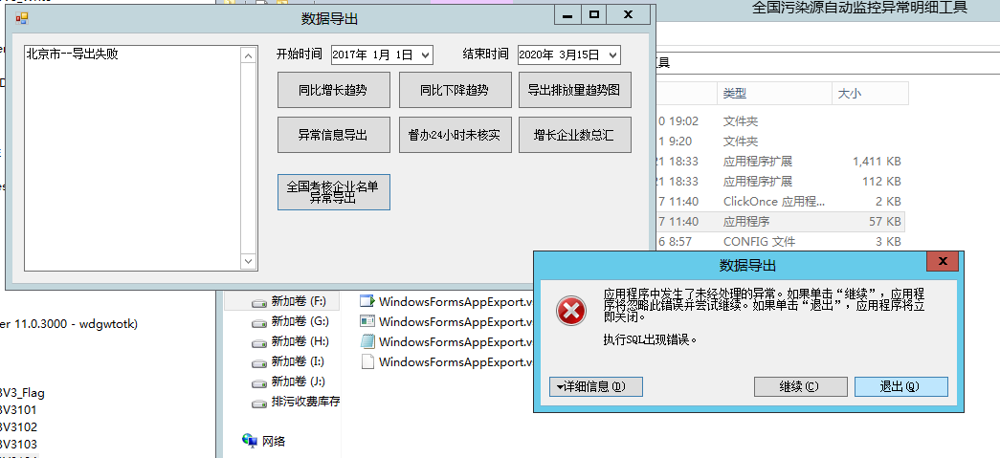 数据导出
全国污染源自动监控异常明细工具
北京市--导出失败
开始时间 2017年 1月 1日
结束时间 2020年 3月15日
同比增长趋势
同比下降趋势
导出排放量趋势图
异常信息导出
督办24小时未核实
增长企业数总汇
全国考核企业名单
异常导出
具
类型 大小
0 19:02 文件夹
1 9:20 文件夹
21 18:33 应用程序扩展 1,411 KB
21 18:33 应用程序扩展 112 KB
7 11:40 ClickOnce 应用程... 2 KB
7 11:40 应用程序 57 KB
6 8:57 CONFIG 文件 3 KB
数据导出
应用程序中发生了未经处理的异常。如果单击“继续”，应用程
序将忽略此错误并尝试继续。如果单击“退出”，应用程序将立
即关闭。
执行SQL出现错误。
详细信息(D)
继续(C)
退出(Q)
新加卷 (F:)
新加卷 (G:)
新加卷 (H:)
新加卷 (I:)
新加卷 (J:)
排污收费库存
网络
WindowsFormsAppExport.v
WindowsFormsAppExport.v
WindowsFormsAppExport.v
WindowsFormsAppExport.v
er 11.0.3000 - wdgwtotk)
BV3_Flag
BV3101
BV3102
BV3103